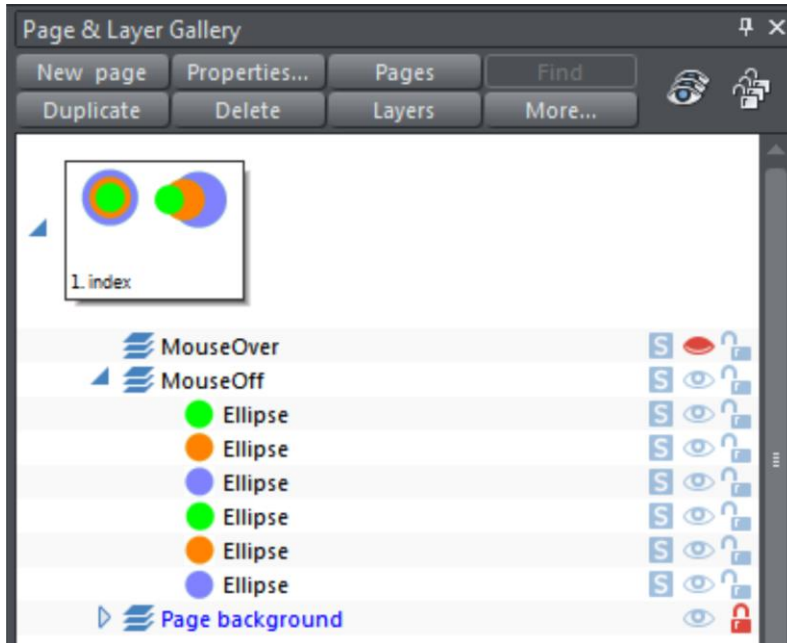 Page & Layer Gallery
New page Properties... Pages Find
Duplicate Delete Layers More...
1. index
MouseOver S
MouseOff S
Ellipse S
Ellipse S
Ellipse S
Ellipse S
Ellipse S
Ellipse S
Page background